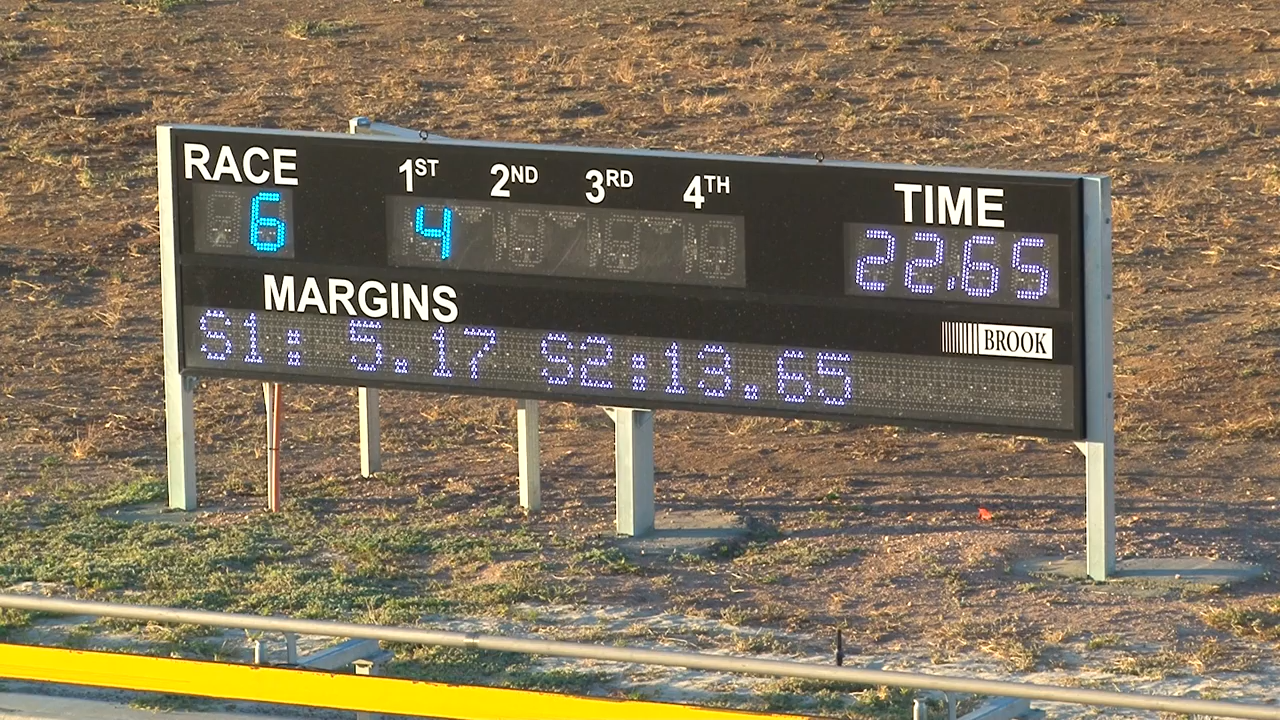 RACE 1ST 2ND 3RD 4TH TIME
6 4 22.65
MARGINS
BROOK
S1: 5.17 S2:13.65